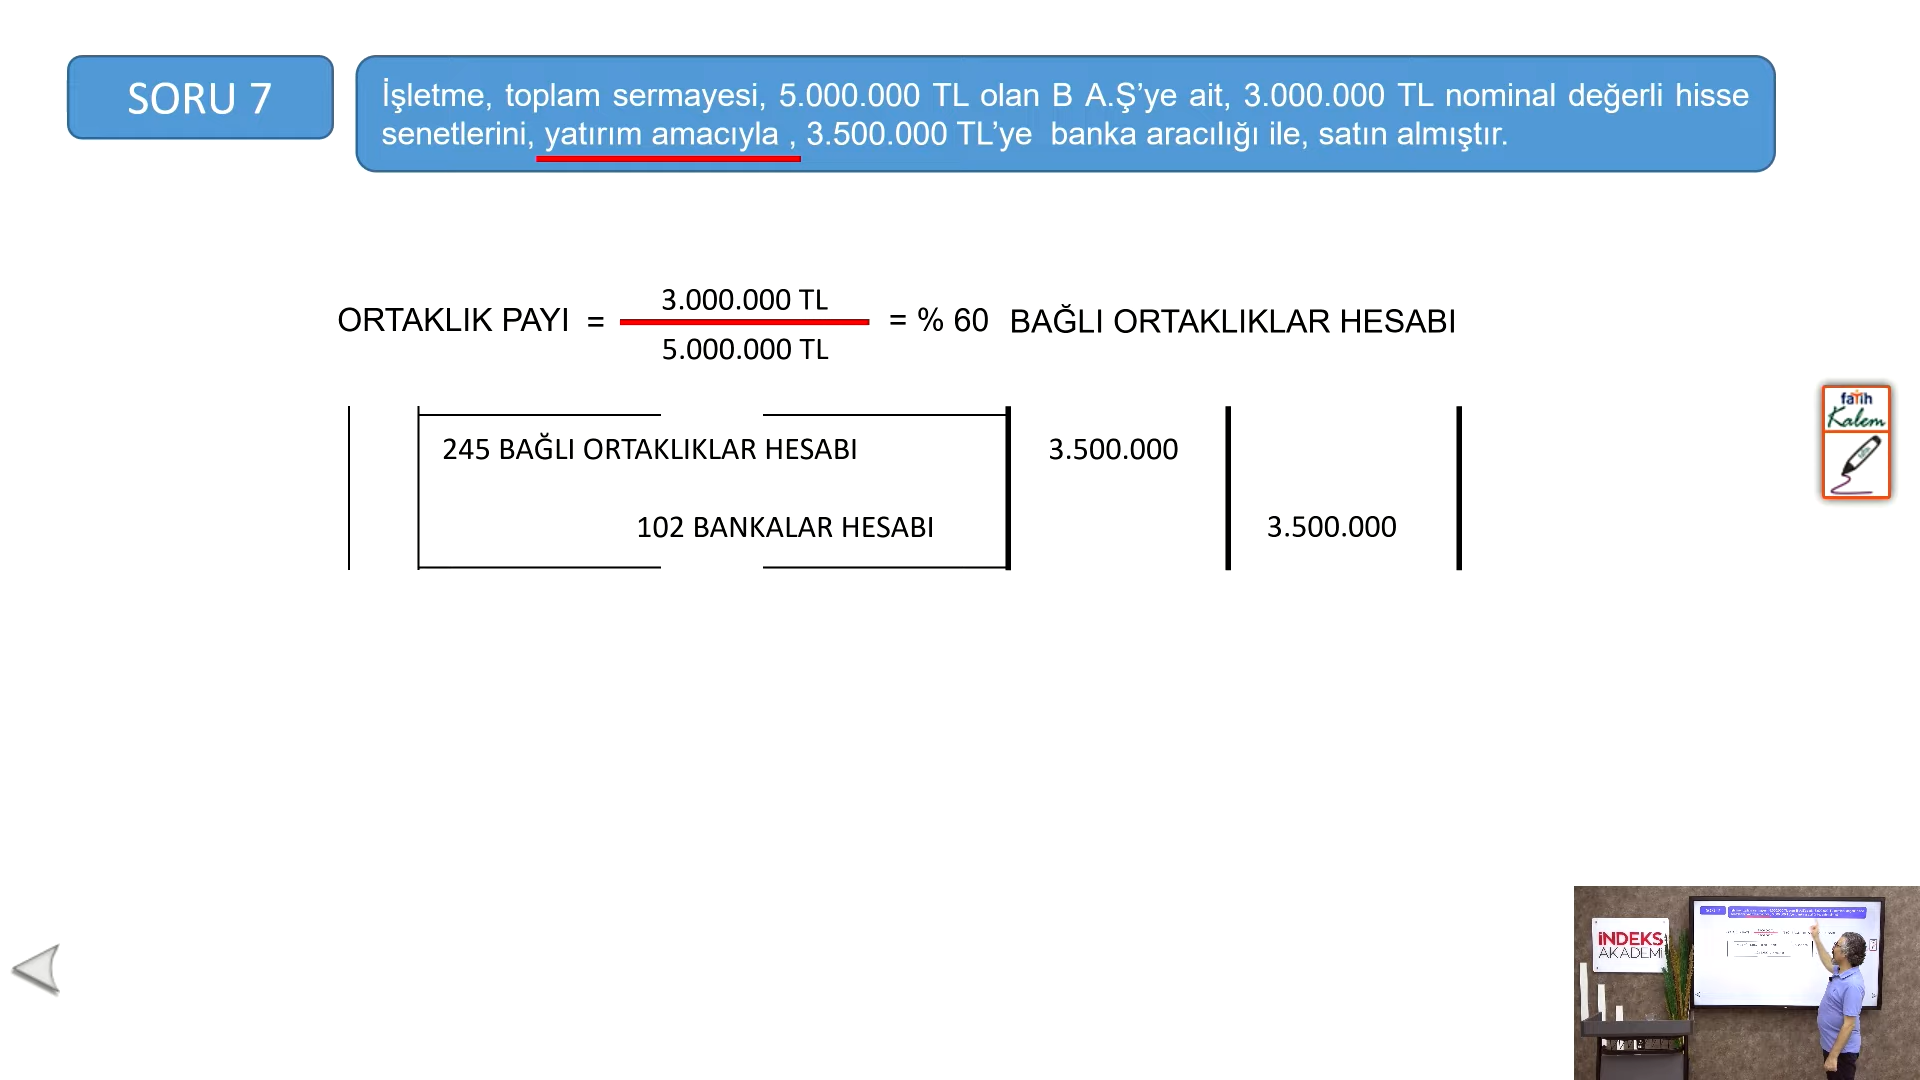 SORU 7
İşletme, toplam sermayesi, 5.000.000 TL olan B A.Ş’ye ait, 3.000.000 TL nominal değerli hisse
senetlerini, yatırım amacıyla , 3.500.000 TL’ye banka aracılığı ile, satın almıştır.
3.000.000 TL
ORTAKLIK PAYI = = % 60 BAĞLI ORTAKLIKLAR HESABI
5.000.000 TL
245 BAĞLI ORTAKLIKLAR HESABI 3.500.000
102 BANKALAR HESABI 3.500.000
fatih
Kalem
İNDEKS
AKADEMİ